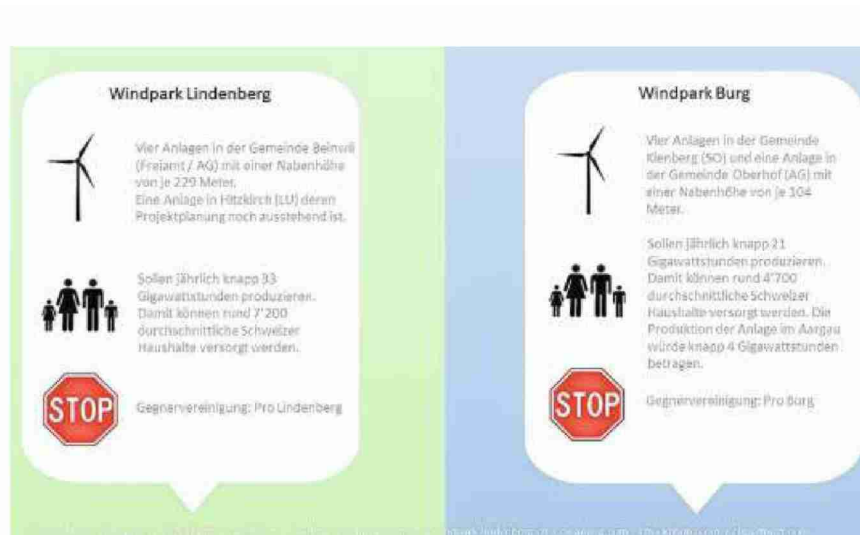 Windpark Lindenberg
Vier Anlagen in der Gemeinde Beinwil
(Freiamt / AG) mit einer Nabenhöhe
von je 229 Meter.
Eine Anlage in Hitzkirch (LU) deren
Projektplanung noch ausstehend ist.
Sollen jährlich knapp 33
Gigawattstunden produzieren.
Damit können rund 7'200
durchschnittliche Schweizer
Haushalte versorgt werden.
STOP
Gegnervereinigung: Pro Lindenberg
Windpark Burg
Vier Anlagen in der Gemeinde
Kienberg (SO) und eine Anlage in
der Gemeinde Oberhof (AG) mit
einer Nabenhöhe von je 104
Meter.
Sollen jährlich knapp 21
Gigawattstunden produzieren.
Damit können rund 4'700
durchschnittliche Schweizer
Haushalte versorgt werden. Die
Produktion der Anlage im Aargau
würde knapp 4 Gigawattstunden
betragen.
STOP
Gegnervereinigung: Pro Burg